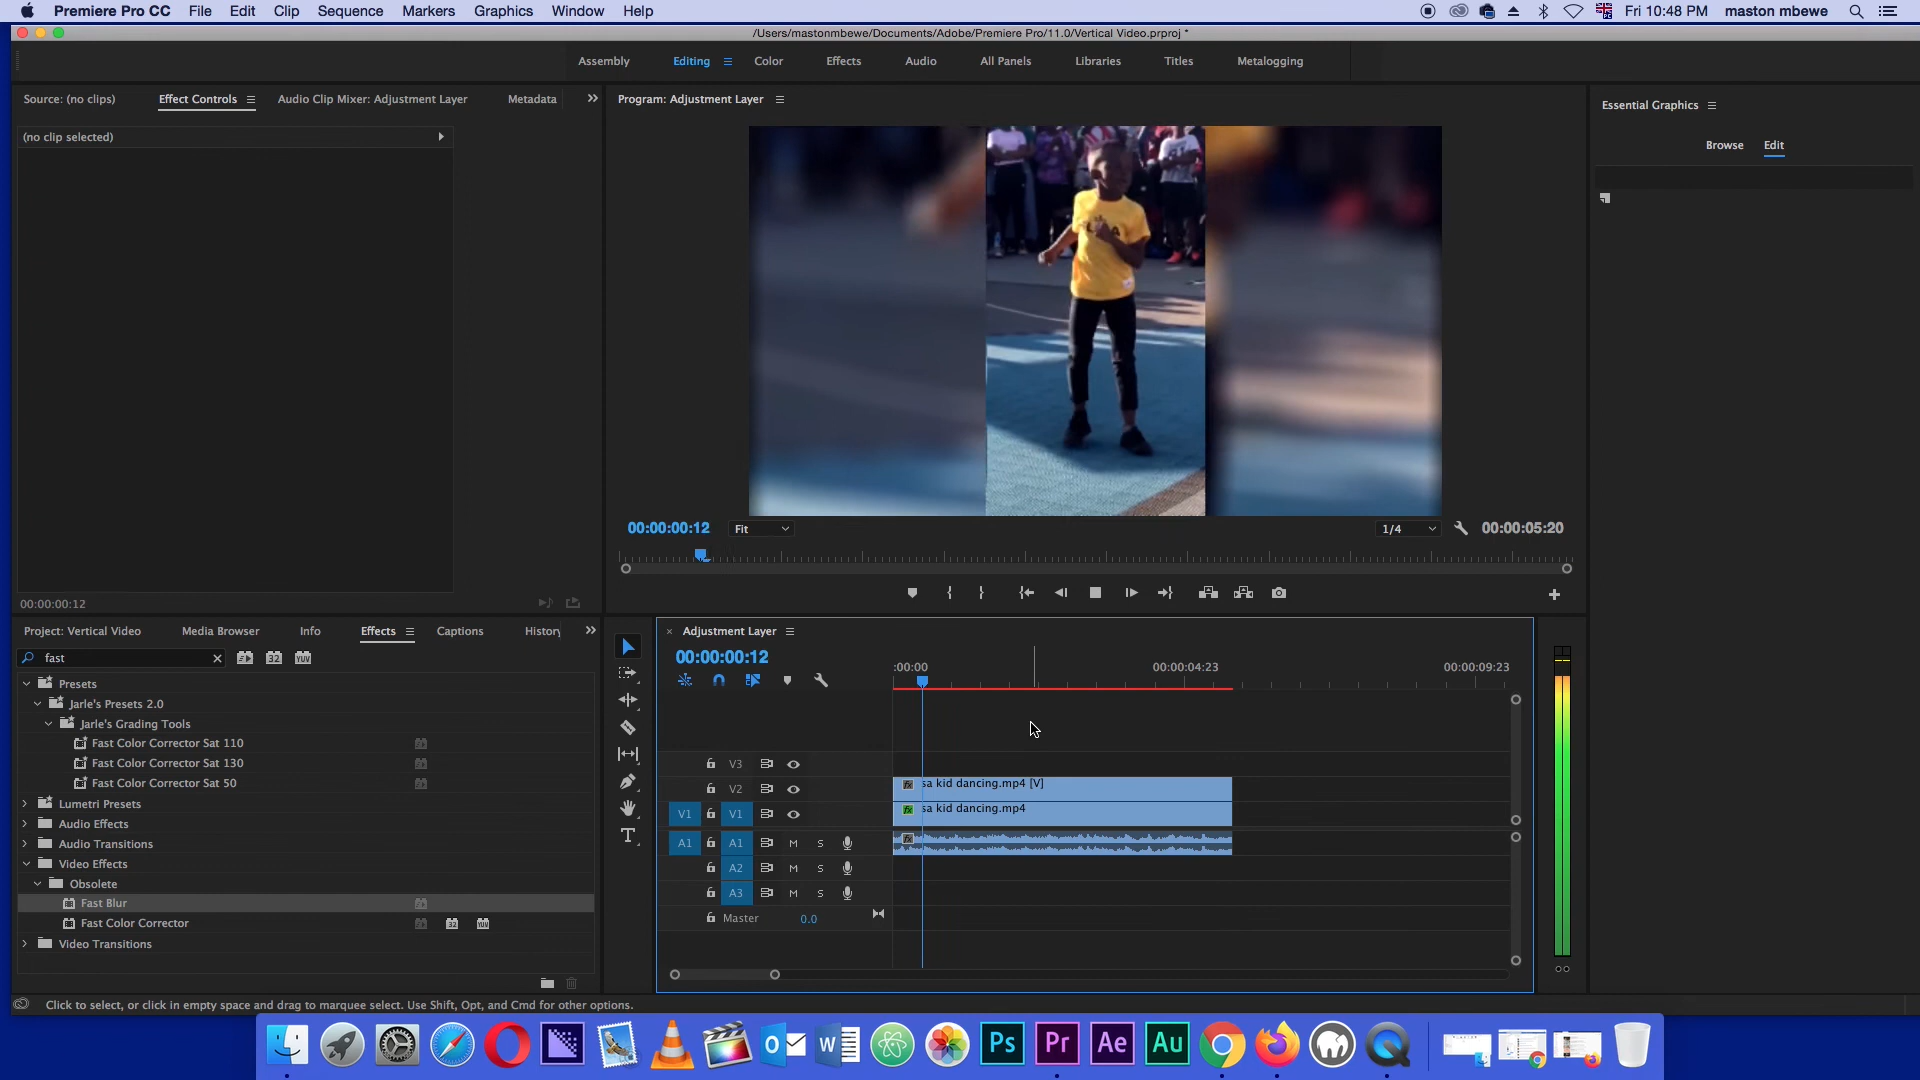 Premiere Pro CC File Edit Clip Sequence Markers Graphics Window Help Fri 10:48 PM maston mbewe
/Users/mastonmbewe/Documents/Adobe/Premiere Pro/11.0/Vertical Video.prproj *
Assembly Editing Color Effects Audio All Panels Libraries Titles Metalogging
Source: (no clips) Effect Controls Audio Clip Mixer: Adjustment Layer Metadata
Program: Adjustment Layer
Essential Graphics
(no clip selected)
Browse Edit
00:00:00:12 Fit 1/4 00:00:05:20
00:00:00:12
Project: Vertical Video Media Browser Info Effects Captions History
fast
32 YUV
Presets
Jarle's Presets 2.0
Jarle's Grading Tools
Fast Color Corrector Sat 110
Fast Color Corrector Sat 130
Fast Color Corrector Sat 50
Lumetri Presets
Audio Effects
Audio Transitions
Video Effects
Obsolete
Fast Blur
Fast Color Corrector
32 YUV
Video Transitions
Adjustment Layer
00:00:00:12
:00:00 00:00:04:23 00:00:09:23
V3
V2 fx sa kid dancing.mp4 [V]
V1 V1 fx sa kid dancing.mp4
A1 A1 M S fx
A2 M S
A3 M S
Master 0.0
Click to select, or click in empty space and drag to marquee select. Use Shift, Opt, and Cmd for other options.
Ps Pr Ae Au